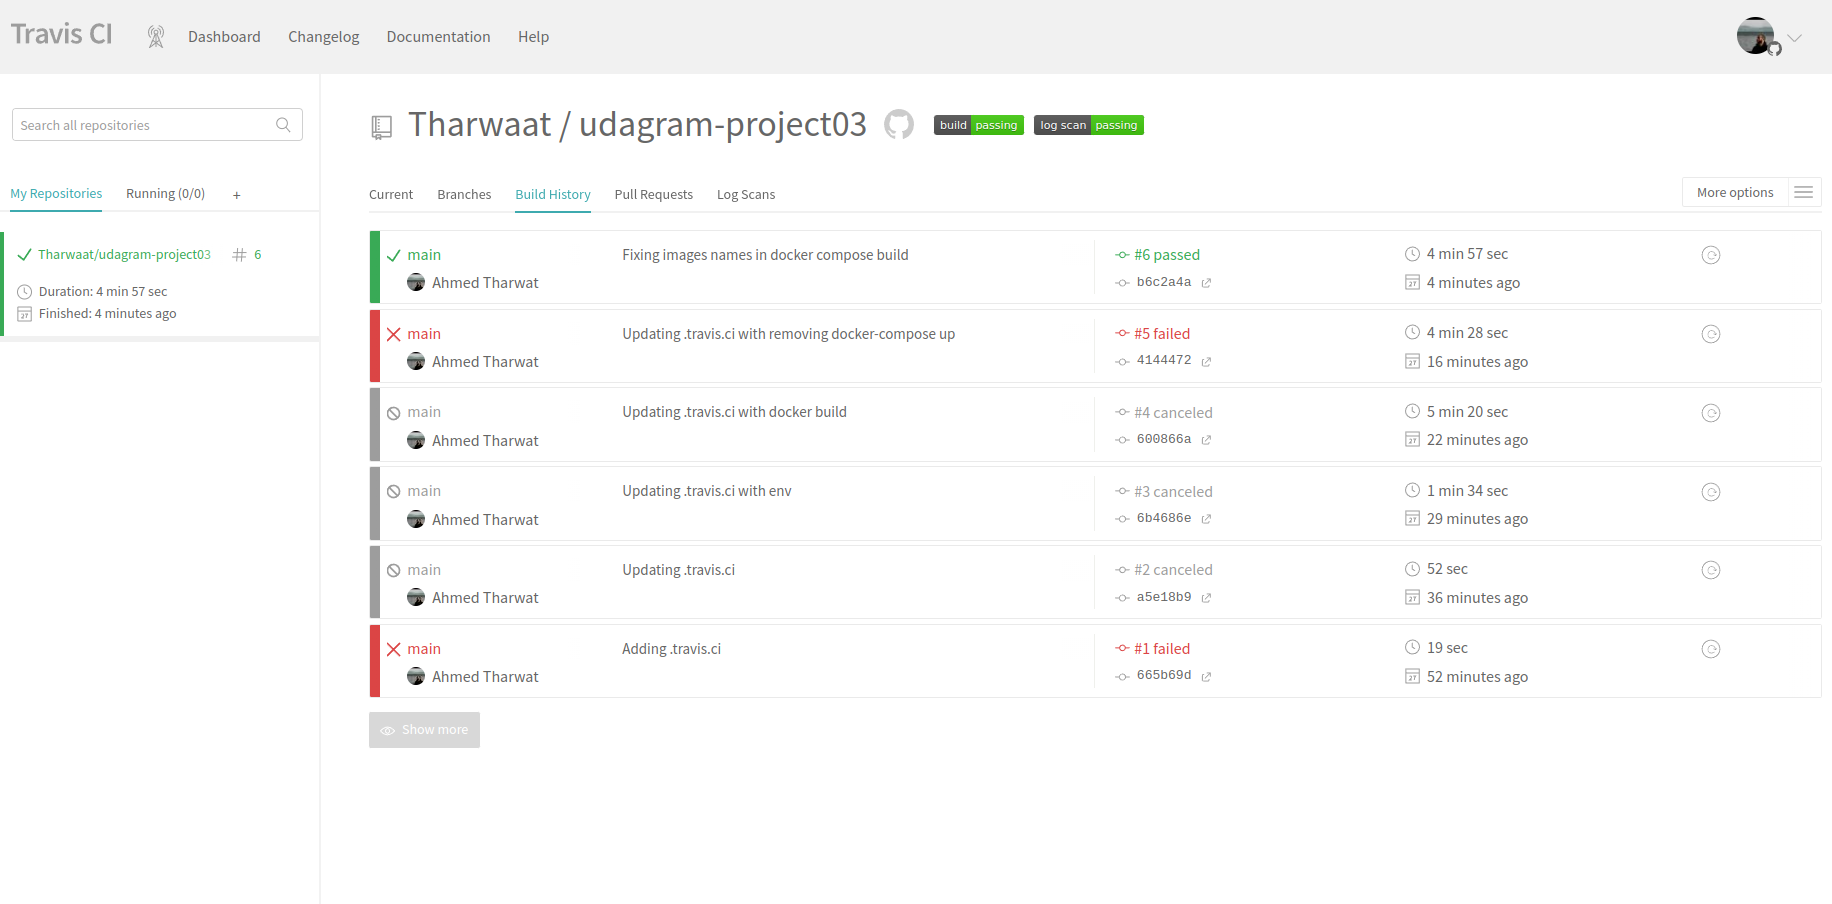 Travis CI
Dashboard
Changelog
Documentation
Help
Search all repositories
My Repositories
Running (0/0)
+
Tharwaat/udagram-project03
# 6
Duration: 4 min 57 sec
Finished: 4 minutes ago
Tharwaat / udagram-project03
build passing
log scan passing
Current
Branches
Build History
Pull Requests
Log Scans
More options
main
Fixing images names in docker compose build
#6 passed
4 min 57 sec
Ahmed Tharwat
b6c2a4a
4 minutes ago
main
Updating .travis.ci with removing docker-compose up
#5 failed
4 min 28 sec
Ahmed Tharwat
4144472
16 minutes ago
main
Updating .travis.ci with docker build
#4 canceled
5 min 20 sec
Ahmed Tharwat
600866a
22 minutes ago
main
Updating .travis.ci with env
#3 canceled
1 min 34 sec
Ahmed Tharwat
6b4686e
29 minutes ago
main
Updating .travis.ci
#2 canceled
52 sec
Ahmed Tharwat
a5e18b9
36 minutes ago
main
Adding .travis.ci
#1 failed
19 sec
Ahmed Tharwat
665b69d
52 minutes ago
Show more